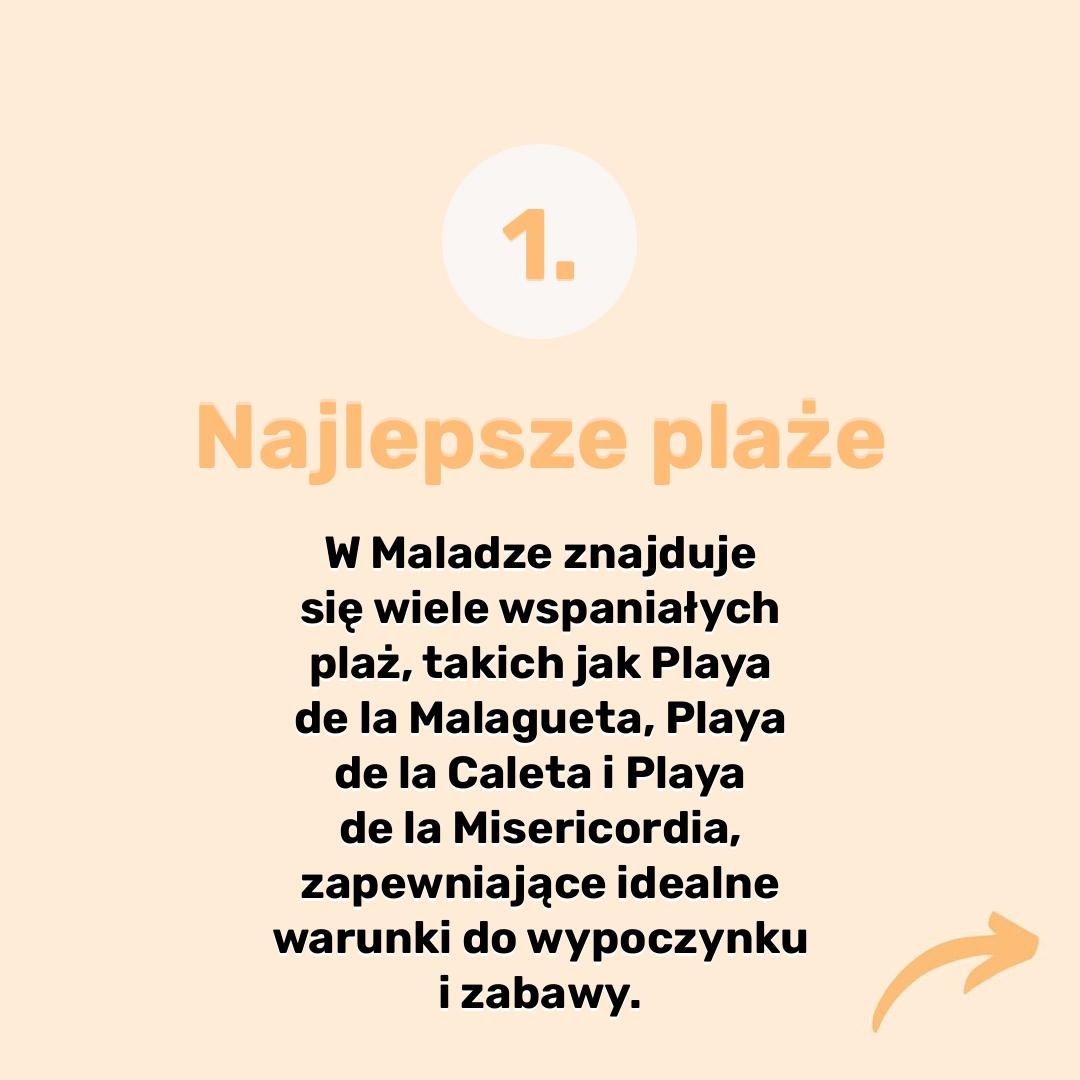 1.
Najlepsze plaże
W Maladze znajduje
się wiele wspaniałych
plaż, takich jak Playa
de la Malagueta, Playa
de la Caleta i Playa
de la Misericordia,
zapewniające idealne
warunki do wypoczynku
i zabawy.